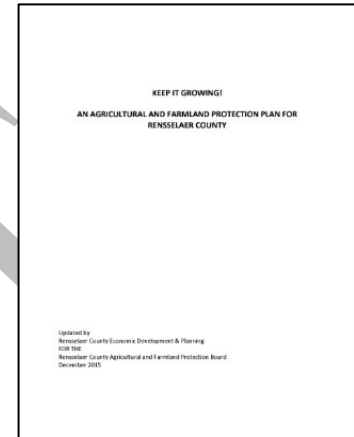 KEEP IT GROWING!
AN AGRICULTURAL AND FARMLAND PROTECTION PLAN FOR
RENSSELAER COUNTY
Updated by
Rensselaer County Economic Development & Planning
FOR THE
Rensselaer County Agricultural and Farmland Protection Board
December 2015